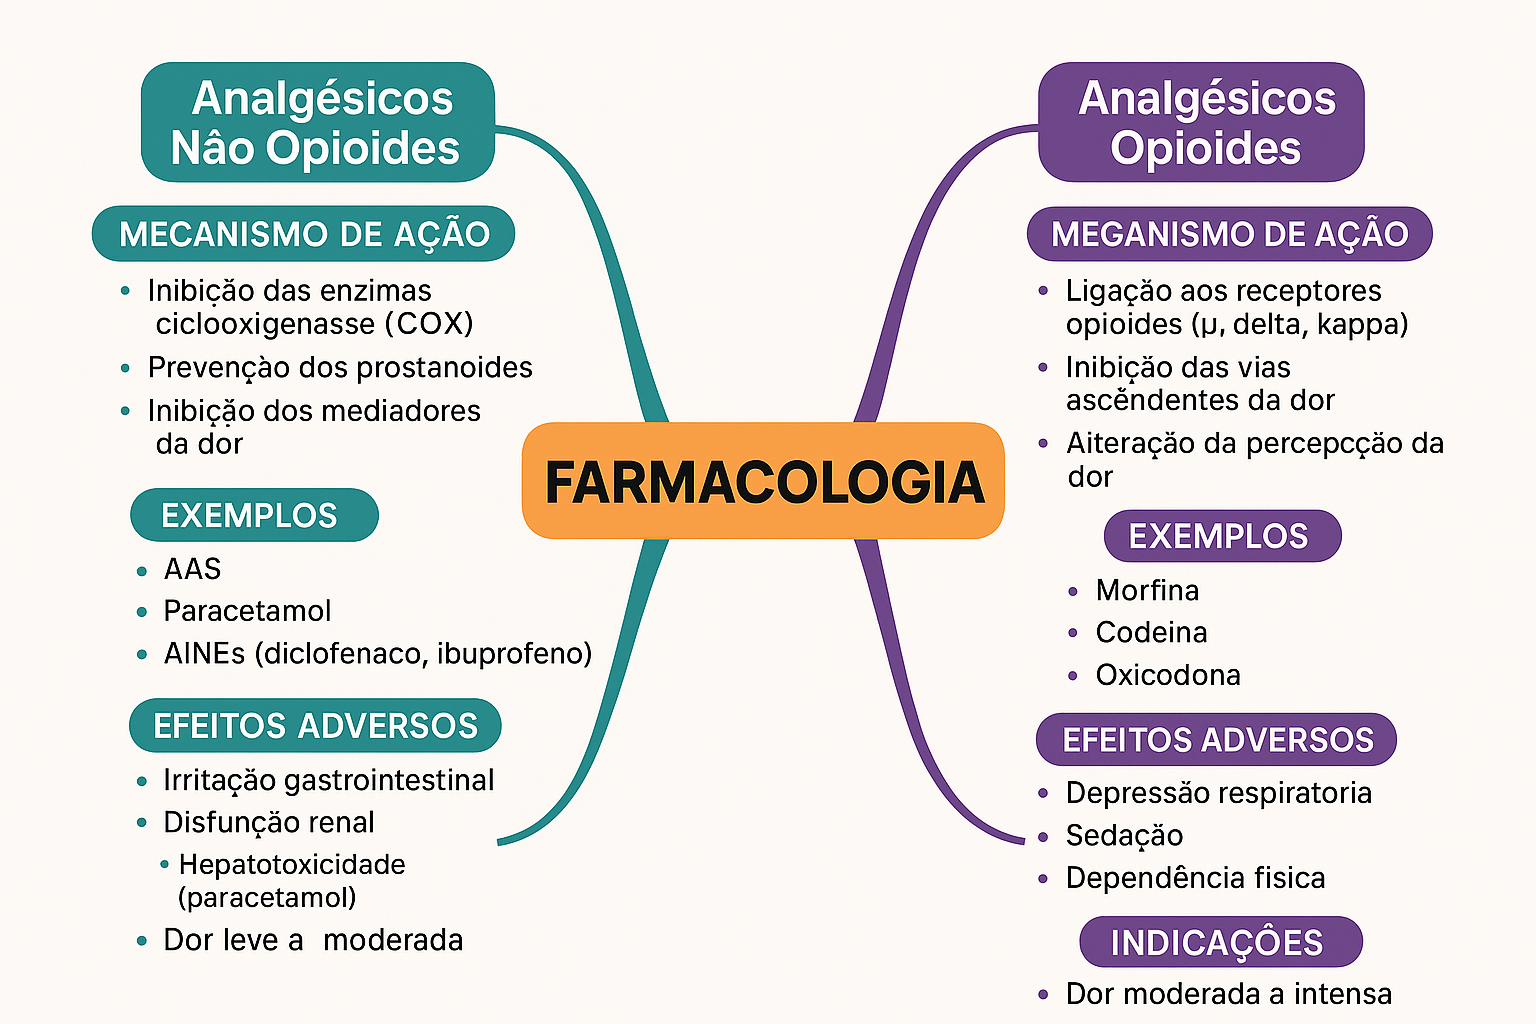 Analgésicos
Nâo Opioides
MECANISMO DE AÇÃO
Inibição das enzimas
ciclooxigenasse (COX)
Prevençào dos prostanoides
Inibição dos mediadores
da dor
EXEMPLOS
AAS
Paracetamol
AINEs (diclofenaco, ibuprofeno)
EFEITOS ADVERSOS
Irritação gastrointestinal
Disfunção renal
Hepatotoxicidade
(paracetamol)
Dor leve a moderada
FARMACOLOGIA
Analgésicos
Opioides
MEGANISMO DE AÇÃO
Ligação aos receptores
opioides (μ, delta, kappa)
Inibição das vias
ascĕndentes da dor
Aiteração da percepcção da
dor
EXEMPLOS
Morfina
Codeina
Oxicodona
EFEITOS ADVERSOS
Depressão respiratoria
Sedação
Dependência fisica
INDICAÇÔES
Dor moderada a intensa